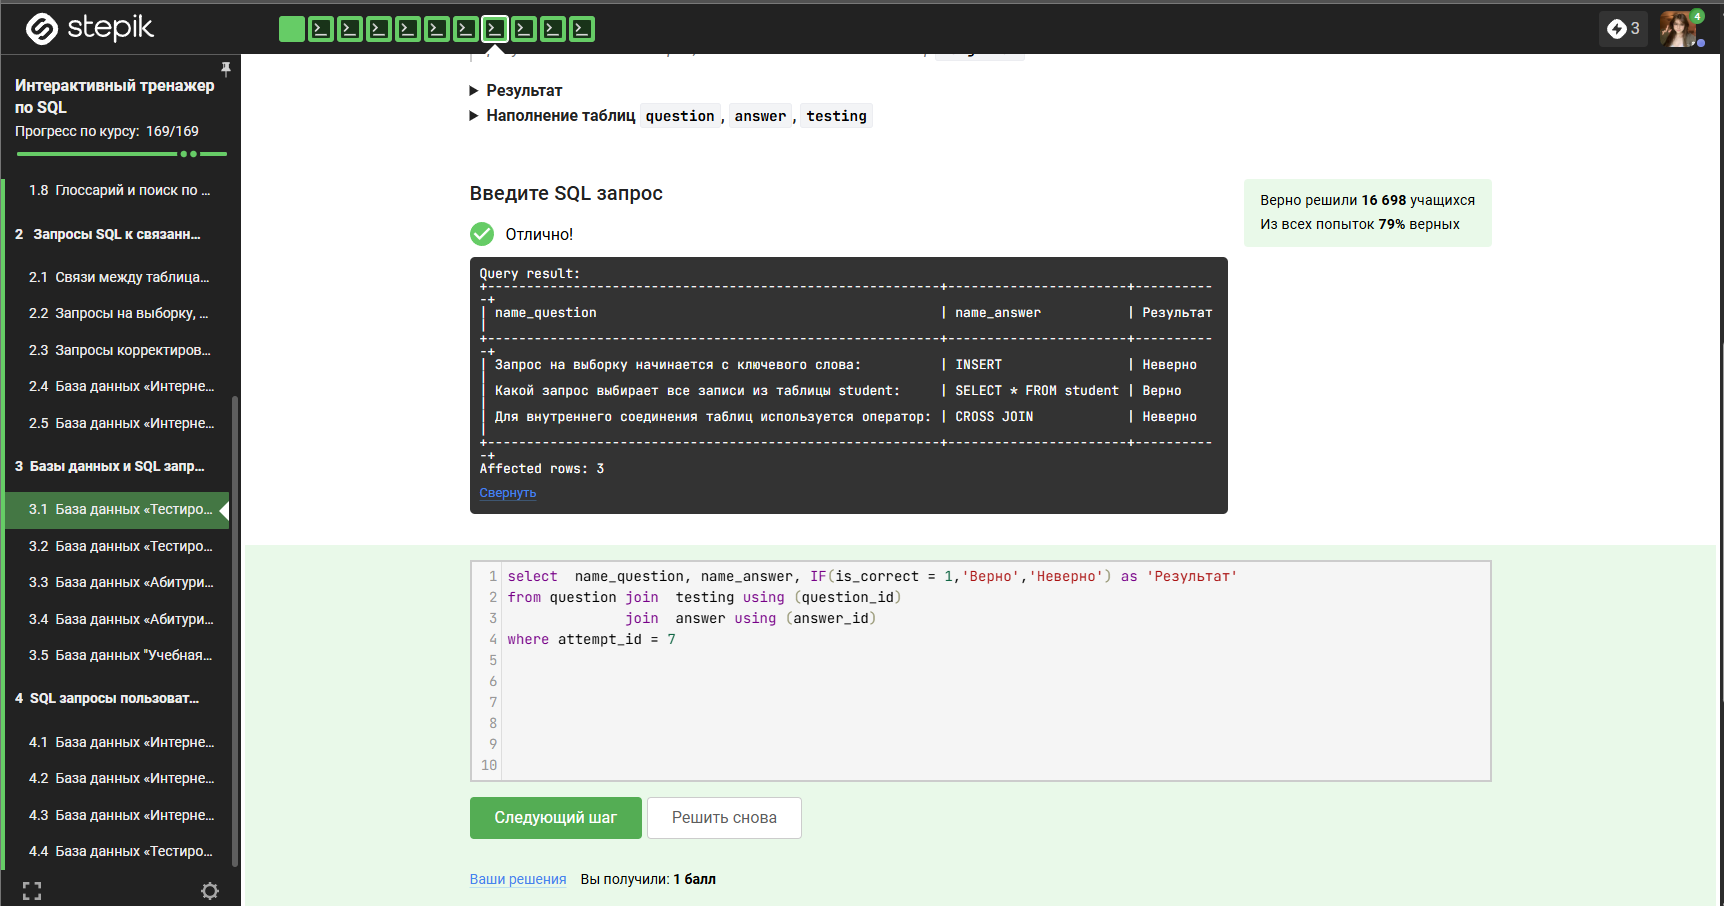 stepik
3
4
Интерактивный тренажер
по SQL
Прогресс по курсу: 169/169
1.8 Глоссарий и поиск по ...
2 Запросы SQL к связанн...
2.1 Связи между таблица...
2.2 Запросы на выборку, ...
2.3 Запросы корректиров...
2.4 База данных «Интерне...
2.5 База данных «Интерне...
3 Базы данных и SQL запр...
3.1 База данных «Тестиро...
3.2 База данных «Тестиро...
3.3 База данных «Абитури...
3.4 База данных «Абитури...
3.5 База данных "Учебная...
4 SQL запросы пользоват...
4.1 База данных «Интерне...
4.2 База данных «Интерне...
4.3 База данных «Интерне...
4.4 База данных «Тестиро...
Результат
Наполнение таблиц question, answer, testing
Введите SQL запрос
Отлично!
Верно решили 16 698 учащихся
Из всех попыток 79% верных
Query result:
+----------------------------------------------------------+-----------------------+----------
-+
| name_question | name_answer | Результат
|
+----------------------------------------------------------+-----------------------+----------
-+
| Запрос на выборку начинается с ключевого слова: | INSERT | Неверно
|
| Какой запрос выбирает все записи из таблицы student: | SELECT * FROM student | Верно
|
| Для внутреннего соединения таблиц используется оператор: | CROSS JOIN | Неверно
|
+----------------------------------------------------------+-----------------------+----------
-+
Affected rows: 3
Свернуть
1 select  name_question, name_answer, IF(is_correct = 1,'Верно','Неверно') as 'Результат'
2 from question join  testing using (question_id)
3 join  answer using (answer_id)
4 where attempt_id = 7
5
6
7
8
9
10
Следующий шаг
Решить снова
Ваши решения Вы получили: 1 балл